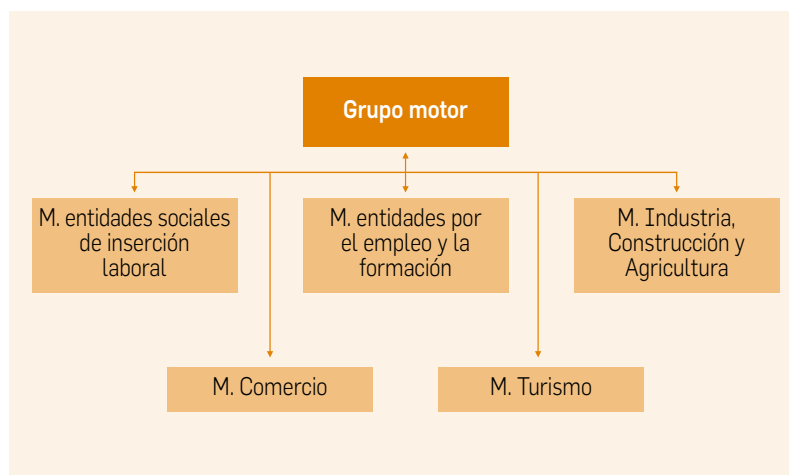 Grupo motor
M. entidades sociales
de inserción
laboral
M. entidades por
el empleo y la
formación
M. Industria,
Construcción y
Agricultura
M. Comercio
M. Turismo